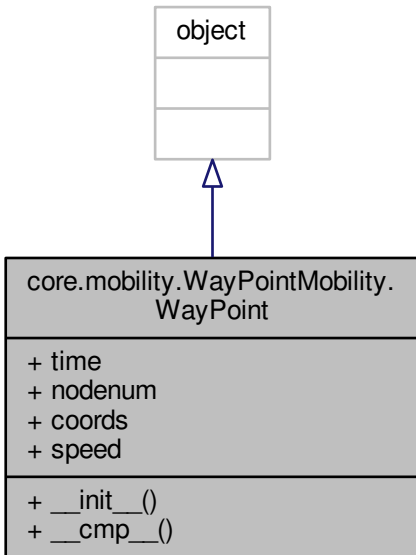 object
core.mobility.WayPointMobility.
WayPoint
+ time
+ nodenum
+ coords
+ speed
+ __init__()
+ __cmp__()